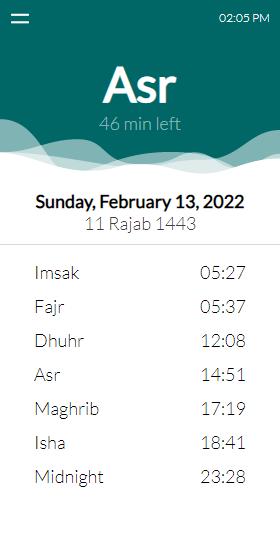 02:05 PM
Asr
46 min left
Sunday, February 13, 2022
11 Rajab 1443
Imsak 05:27
Fajr 05:37
Dhuhr 12:08
Asr 14:51
Maghrib 17:19
Isha 18:41
Midnight 23:28